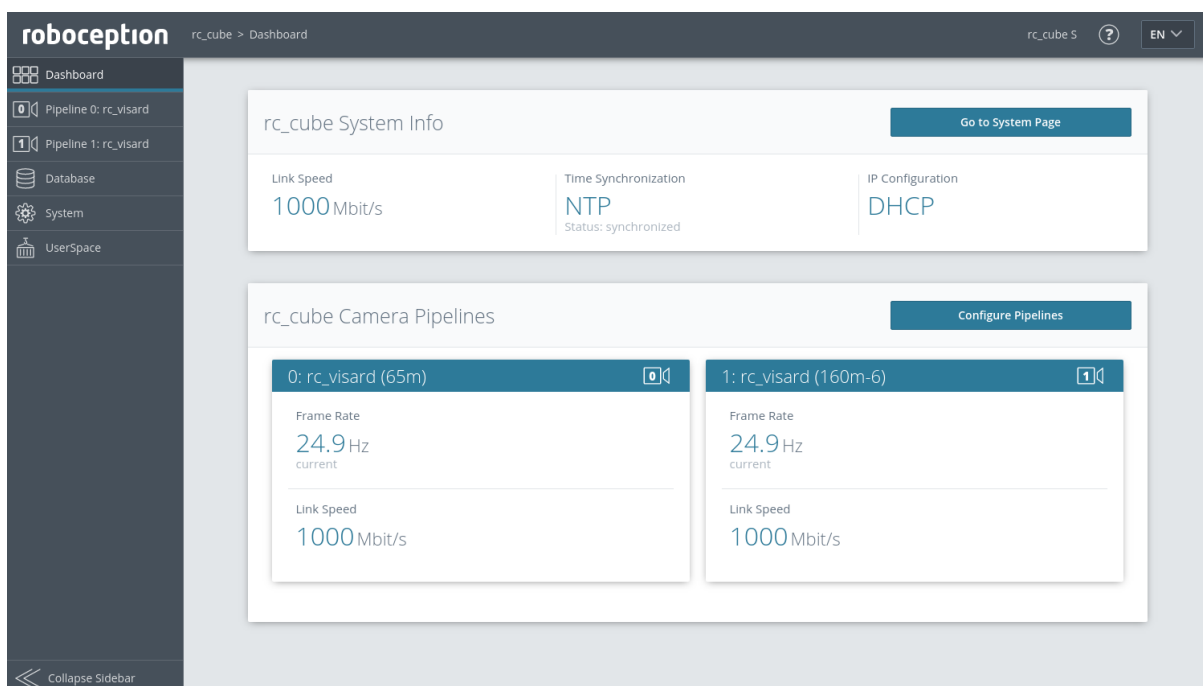 roboception
rc_cube > Dashboard
rc_cube S
?
EN
Dashboard
0 Pipeline 0: rc_visard
1 Pipeline 1: rc_visard
Database
System
UserSpace
Collapse Sidebar
rc_cube System Info
Go to System Page
Link Speed
1000 Mbit/s
Time Synchronization
NTP
Status: synchronized
IP Configuration
DHCP
rc_cube Camera Pipelines
Configure Pipelines
0: rc_visard (65m) 0
Frame Rate
24.9 Hz
current
Link Speed
1000 Mbit/s
1: rc_visard (160m-6) 1
Frame Rate
24.9 Hz
current
Link Speed
1000 Mbit/s